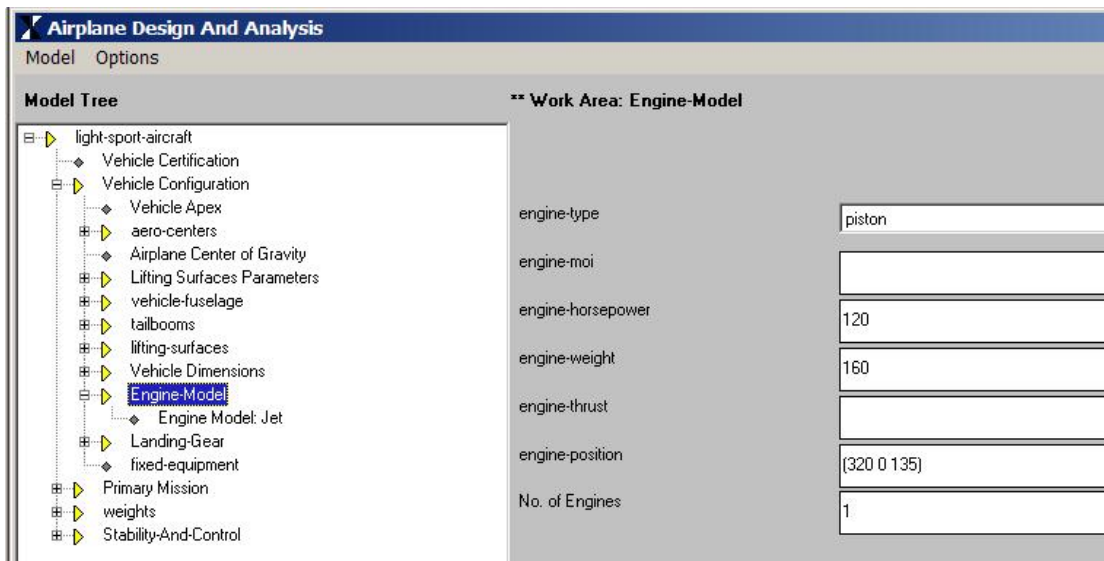 Airplane Design And Analysis
Model Options
Model Tree
** Work Area: Engine-Model
light-sport-aircraft
Vehicle Certification
Vehicle Configuration
Vehicle Apex
aero-centers
Airplane Center of Gravity
Lifting Surfaces Parameters
vehicle-fuselage
tailbooms
lifting-surfaces
Vehicle Dimensions
Engine-Model
Engine Model: Jet
Landing-Gear
fixed-equipment
Primary Mission
weights
Stability-And-Control
engine-type piston
engine-moi
engine-horsepower 120
engine-weight 160
engine-thrust
engine-position (320 0 135)
No. of Engines 1